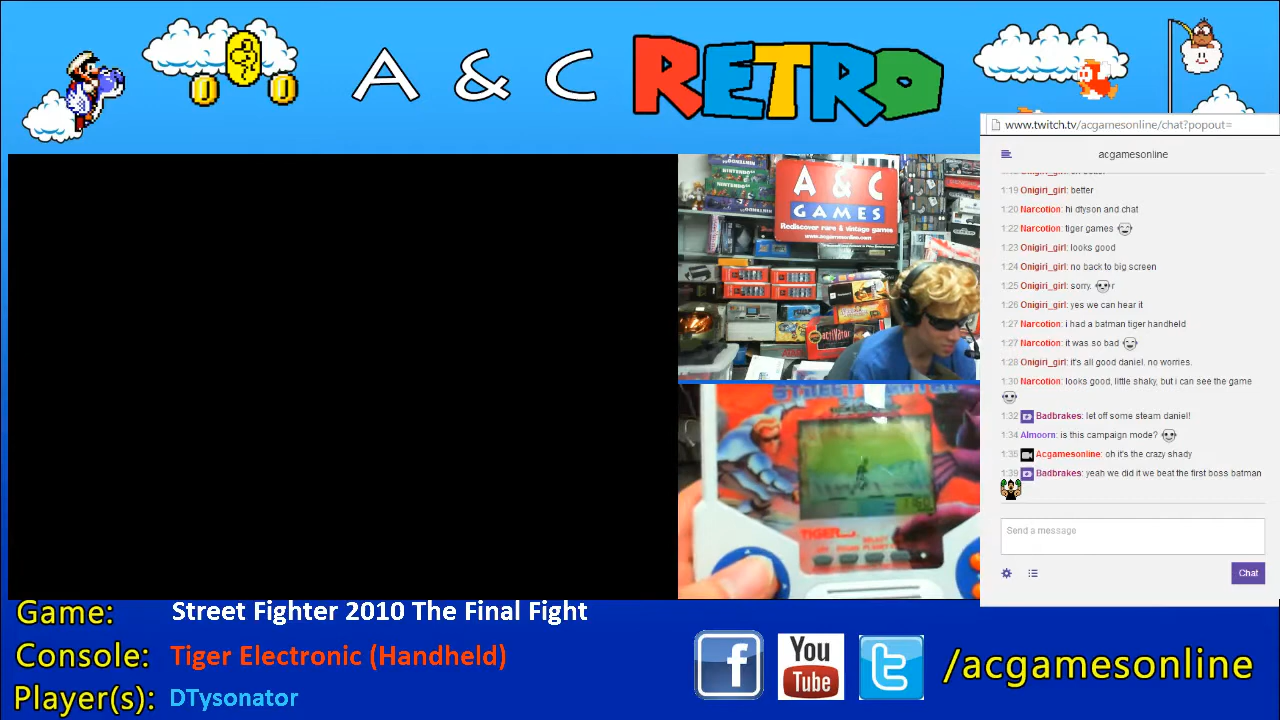 A & C RETRO
www.twitch.tv/acgamesonline/chat?popout=
acgamesonline
1:19 Onigiri_girl: better
1:20 Narcotion: hi dtyson and chat
1:22 Narcotion: tiger games
1:23 Onigiri_girl: looks good
1:24 Onigiri_girl: no back to big screen
1:25 Onigiri_girl: sorry. r
1:26 Onigiri_girl: yes we can hear it
1:27 Narcotion: i had a batman tiger handheld
1:27 Narcotion: it was so bad
1:28 Onigiri_girl: it's all good daniel. no worries.
1:30 Narcotion: looks good, little shaky, but i can see the game
1:32 Badbrakes: let off some steam daniel!
1:34 Almoorn: is this campaign mode?
1:35 Acgamesonline: oh it's the crazy shady
1:39 Badbrakes: yeah we did it we beat the first boss batman
Send a message
Chat
A & C
GAMES
Rediscover rare & vintage games
www.acgamesonline.com
NINTENDO
activator
STREET FIGHTER
TIGER
Game: Street Fighter 2010 The Final Fight
Console: Tiger Electronic (Handheld)
Player(s): DTysonator
f
You
Tube
t
/acgamesonline